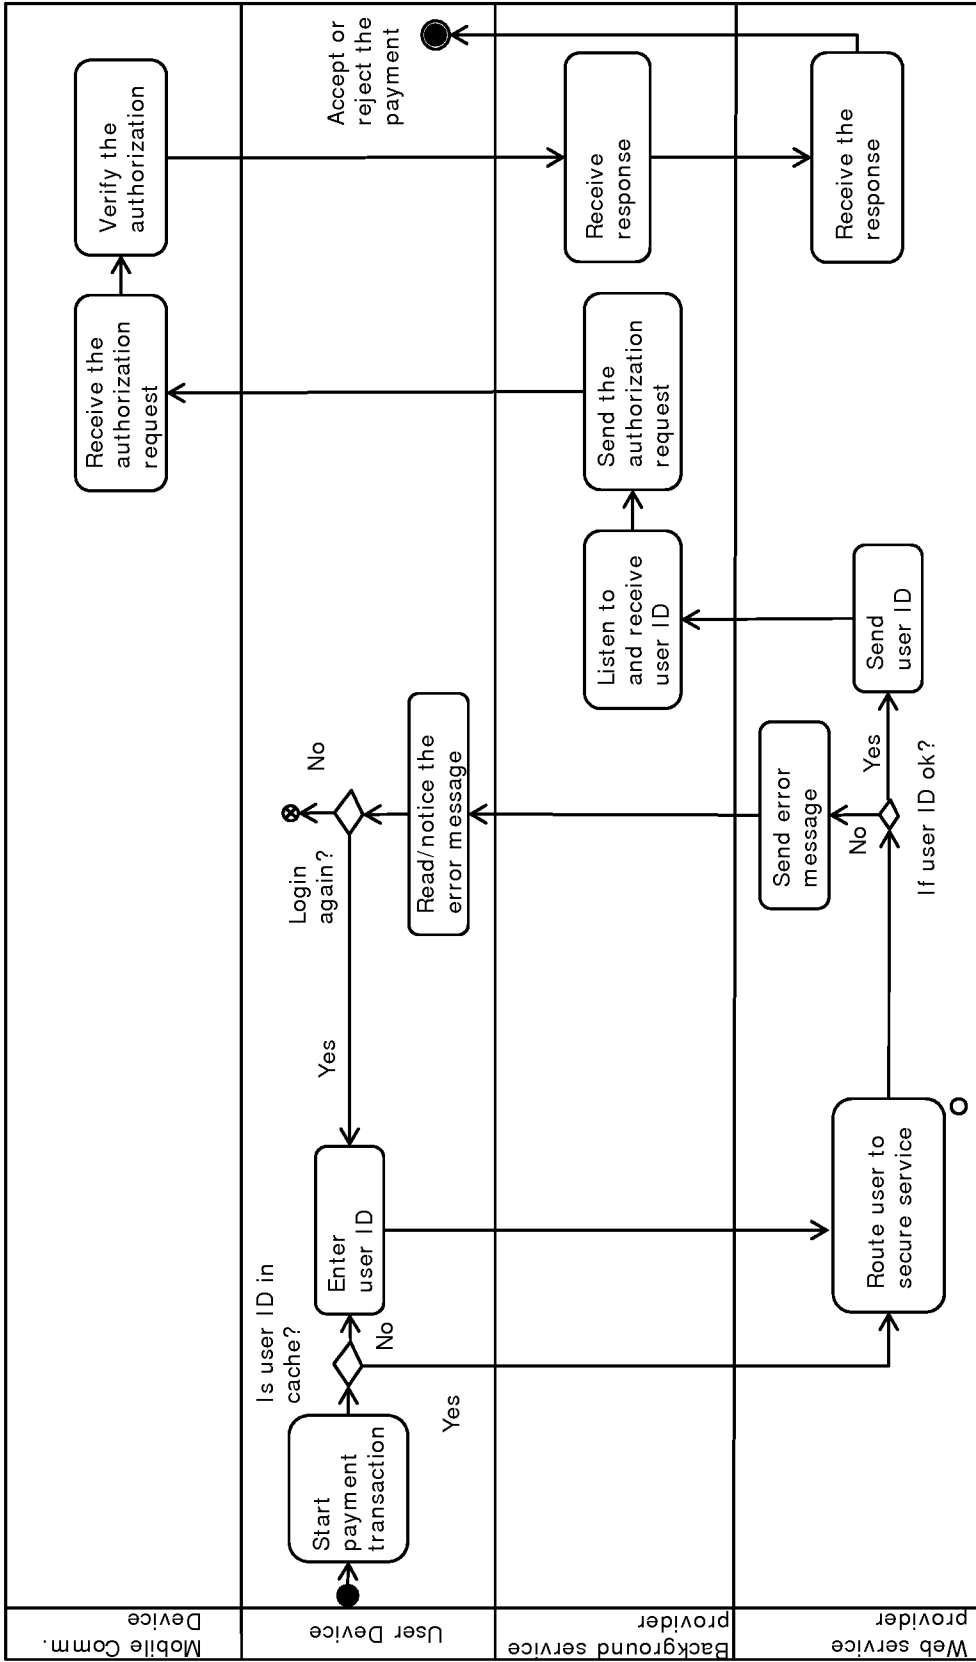 Mobile Comm.
Device
User Device
Background service
provider
Web service
provider
Start
payment
transaction
Is user ID in
cache?
Yes
No
Enter
user ID
Route user to
secure service
Yes
Login
again?
No
Read/notice the
error message
Send error
message
No
Yes
If user ID ok?
Send
user ID
Listen to
and receive
user ID
Send the
authorization
request
Receive the
authorization
request
Verify the
authorization
Receive
response
Receive the
response
Accept or
reject the
payment